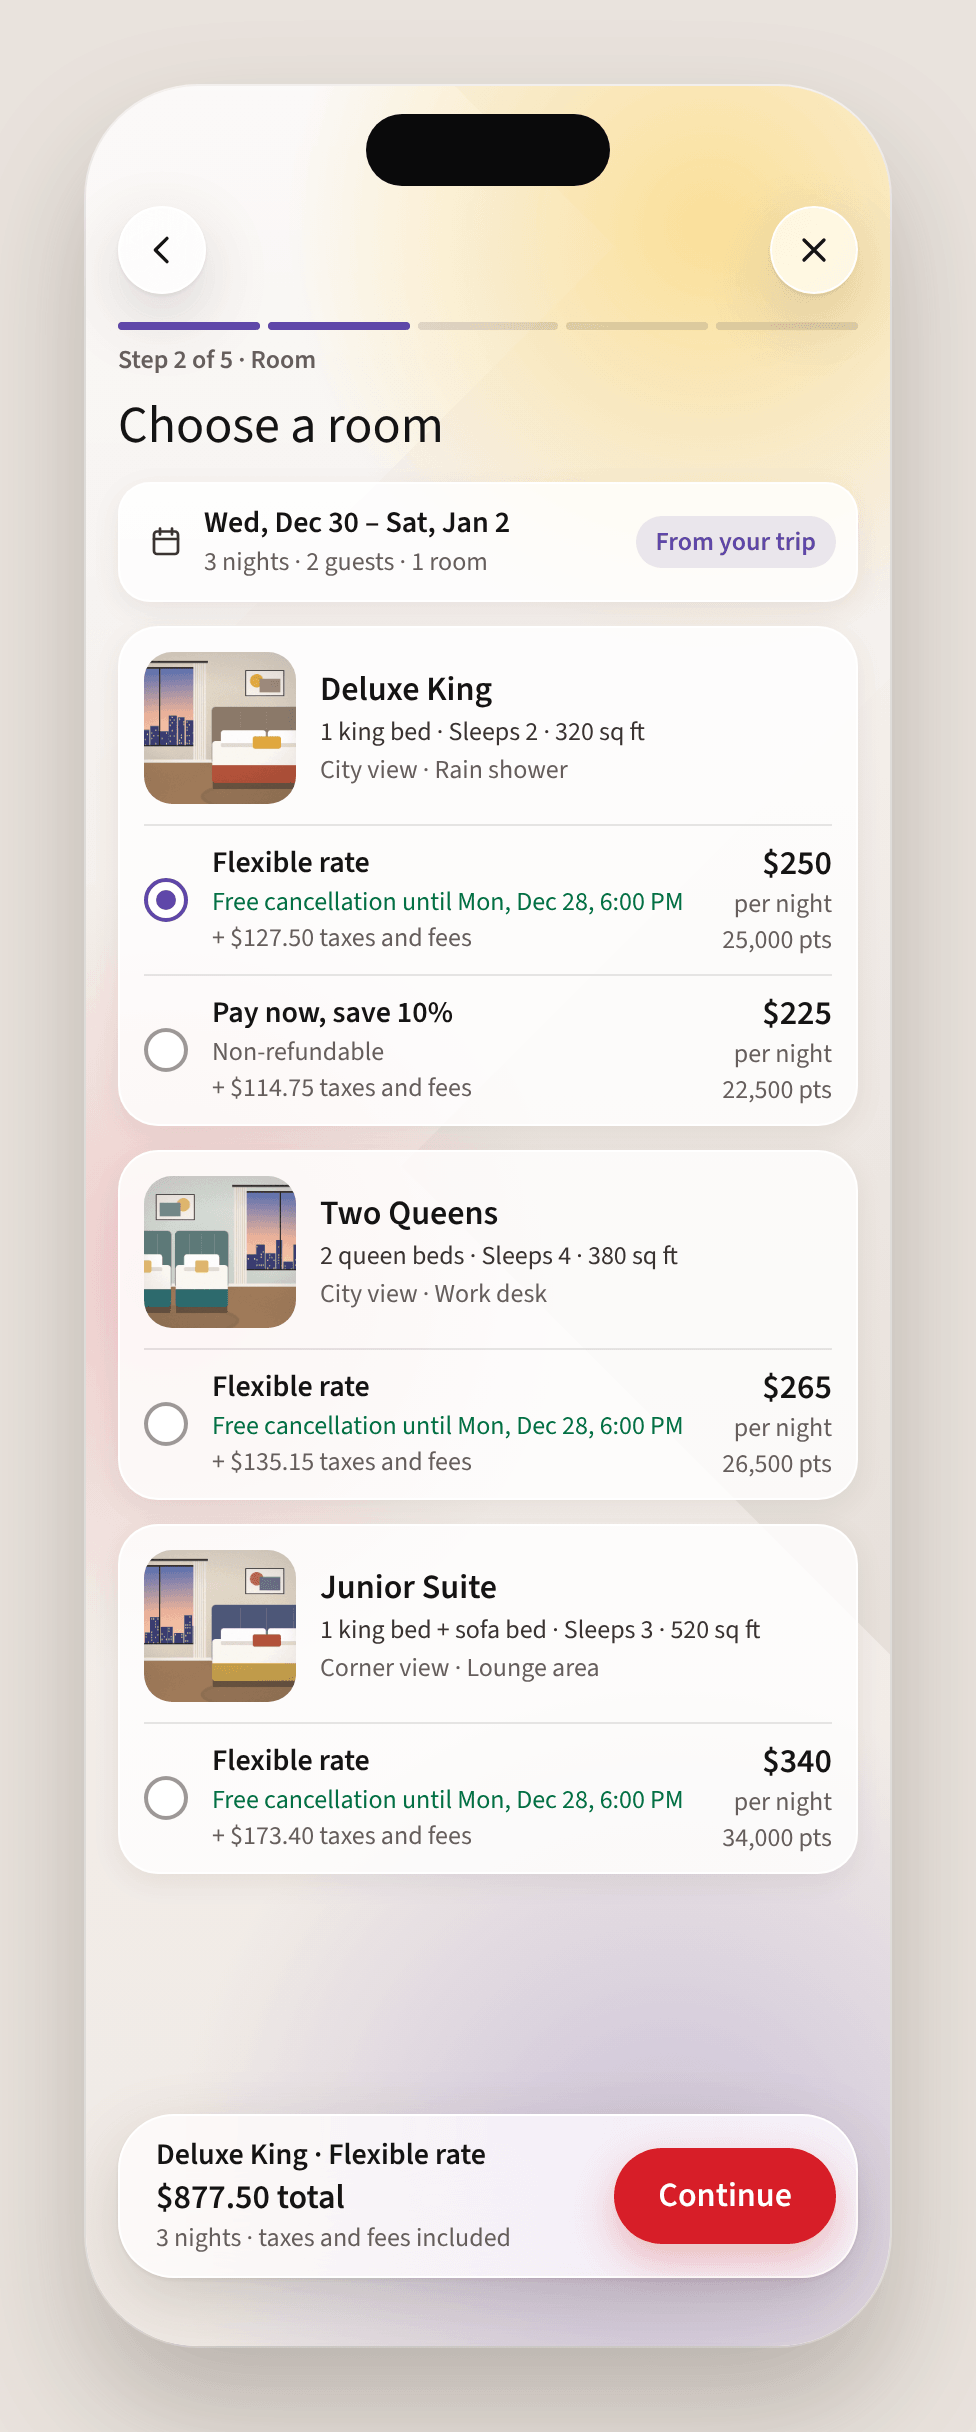 Step 2 of 5 · Room
Choose a room
Wed, Dec 30 – Sat, Jan 2
3 nights · 2 guests · 1 room
From your trip
Deluxe King
1 king bed · Sleeps 2 · 320 sq ft
City view · Rain shower
Flexible rate
Free cancellation until Mon, Dec 28, 6:00 PM
+ $127.50 taxes and fees
$250
per night
25,000 pts
Pay now, save 10%
Non-refundable
+ $114.75 taxes and fees
$225
per night
22,500 pts
Two Queens
2 queen beds · Sleeps 4 · 380 sq ft
City view · Work desk
Flexible rate
Free cancellation until Mon, Dec 28, 6:00 PM
+ $135.15 taxes and fees
$265
per night
26,500 pts
Junior Suite
1 king bed + sofa bed · Sleeps 3 · 520 sq ft
Corner view · Lounge area
Flexible rate
Free cancellation until Mon, Dec 28, 6:00 PM
+ $173.40 taxes and fees
$340
per night
34,000 pts
Deluxe King · Flexible rate
$877.50 total
3 nights · taxes and fees included
Continue